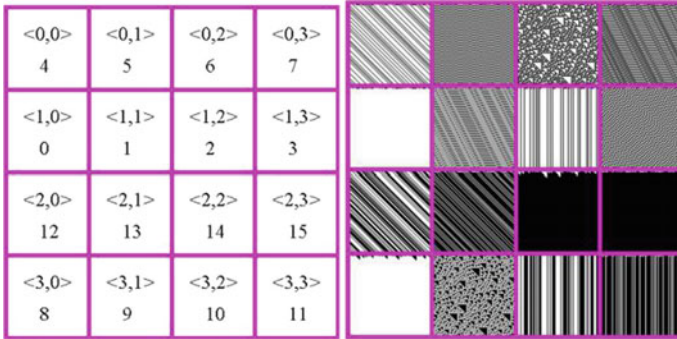 <0,0> <0,1> <0,2> <0,3>
4 5 6 7
<1,0> <1,1> <1,2> <1,3>
0 1 2 3
<2,0> <2,1> <2,2> <2,3>
12 13 14 15
<3,0> <3,1> <3,2> <3,3>
8 9 10 11